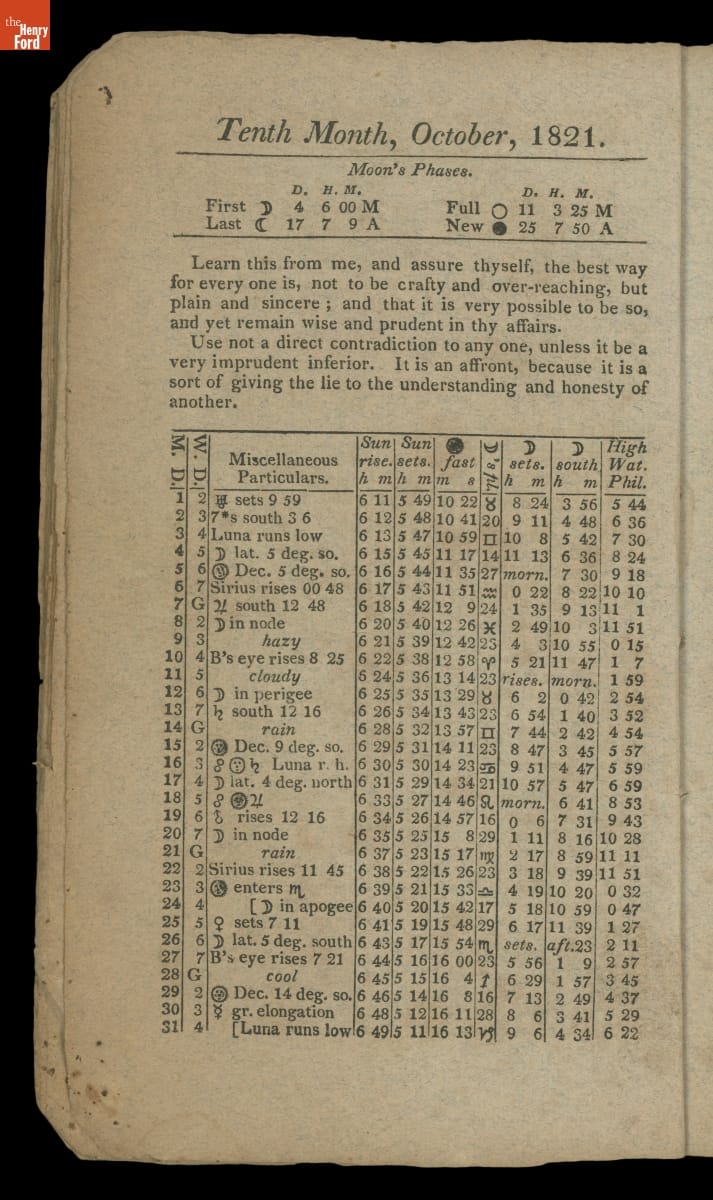 the
Henry
Ford
Tenth Month, October, 1821.
Moon's Phases.
D. H. M. D. H. M.
First ☽ 4 6 00 M Full ○ 11 3 25 M
Last ☾ 17 7 9 A New ● 25 7 50 A
Learn this from me, and assure thyself, the best way
for every one is, not to be crafty and over-reaching, but
plain and sincere ; and that it is very possible to be so,
and yet remain wise and prudent in thy affairs.
Use not a direct contradiction to any one, unless it be a
very imprudent inferior. It is an affront, because it is a
sort of giving the lie to the understanding and honesty of
another.
M. D. W. D. Miscellaneous Particulars. Sun rise. h m Sun sets. h m fast m s ☽ pl's. ☽ sets. h m ☽ south h m High Wat. Phil.
1 2 ♅ sets 9 59 6 11 5 49 10 22 ♉ 8 24 3 56 5 44
2 3 7*s south 3 6 6 12 5 48 10 41 20 9 11 4 48 6 36
3 4 Luna runs low 6 13 5 47 10 59 ♊ 10 8 5 42 7 30
4 5 ☽ lat. 5 deg. so. 6 15 5 45 11 17 14 11 13 6 36 8 24
5 6 ☉ Dec. 5 deg. so. 6 16 5 44 11 35 27 morn. 7 30 9 18
6 7 Sirius rises 00 48 6 17 5 43 11 51 ♒ 0 22 8 22 10 10
7 G ♃ south 12 48 6 18 5 42 12 9 24 1 35 9 13 11 1
8 2 ☽ in node 6 20 5 40 12 26 ♓ 2 49 10 3 11 51
9 3 hazy 6 21 5 39 12 42 23 4 3 10 55 0 15
10 4 B's eye rises 8 25 6 22 5 38 12 58 ♈ 5 21 11 47 1 7
11 5 cloudy 6 24 5 36 13 14 23 rises. morn. 1 59
12 6 ☽ in perigee 6 25 5 35 13 29 ♉ 6 2 0 42 2 54
13 7 ♄ south 12 16 6 26 5 34 13 43 23 6 54 1 40 3 52
14 G rain 6 28 5 32 13 57 ♊ 7 44 2 42 4 54
15 2 ☉ Dec. 9 deg. so. 6 29 5 31 14 11 23 8 47 3 45 5 57
16 3 ☍ ☉ ♄ Luna r. h. 6 30 5 30 14 23 ♋ 9 51 4 47 5 59
17 4 ☽ lat. 4 deg. north 6 31 5 29 14 34 21 10 57 5 47 6 59
18 5 ☍ ☉ ♃ 6 33 5 27 14 46 ♌ morn. 6 41 8 53
19 6 rises 12 16 6 34 5 26 14 57 16 0 6 7 31 9 43
20 7 ☽ in node 6 35 5 25 15 8 29 1 11 8 16 10 28
21 G rain 6 37 5 23 15 17 ♍ 2 17 8 59 11 11
22 2 Sirius rises 11 45 6 38 5 22 15 26 23 3 18 9 39 11 51
23 3 ☉ enters ♏ 6 39 5 21 15 33 ♎ 4 19 10 20 0 32
24 4 [☽ in apogee 6 40 5 20 15 42 17 5 18 10 59 0 47
25 5 ♀ sets 7 11 6 41 5 19 15 48 29 6 17 11 39 1 27
26 6 ☽ lat. 5 deg. south 6 43 5 17 15 54 ♏ sets. aft.23 2 11
27 7 B's eye rises 7 21 6 44 5 16 16 00 23 5 56 1 9 2 57
28 G cool 6 45 5 15 16 4 ♐ 6 29 1 57 3 45
29 2 ☉ Dec. 14 deg. so. 6 46 5 14 16 8 16 7 13 2 49 4 37
30 3 ☿ gr. elongation 6 48 5 12 16 11 28 8 6 3 41 5 29
31 4 [Luna runs low 6 49 5 11 16 13 ♑ 9 6 4 34 6 22